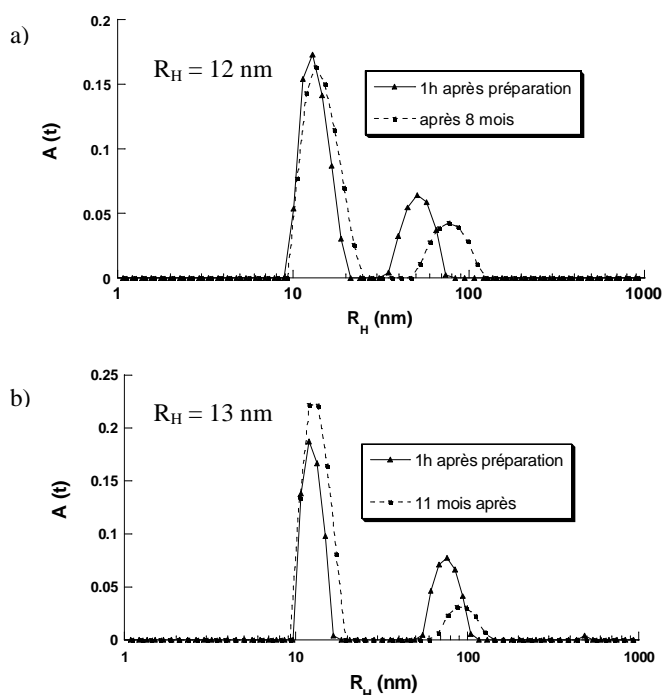 a)
0.2
0.15
0.1
0.05
0
A (t)
R_H = 12 nm
1h après préparation
après 8 mois
1 10 100 1000
R_H (nm)
b)
0.25
0.2
0.15
0.1
0.05
0
A (t)
R_H = 13 nm
1h après préparation
11 mois après
1 10 100 1000
R_H (nm)